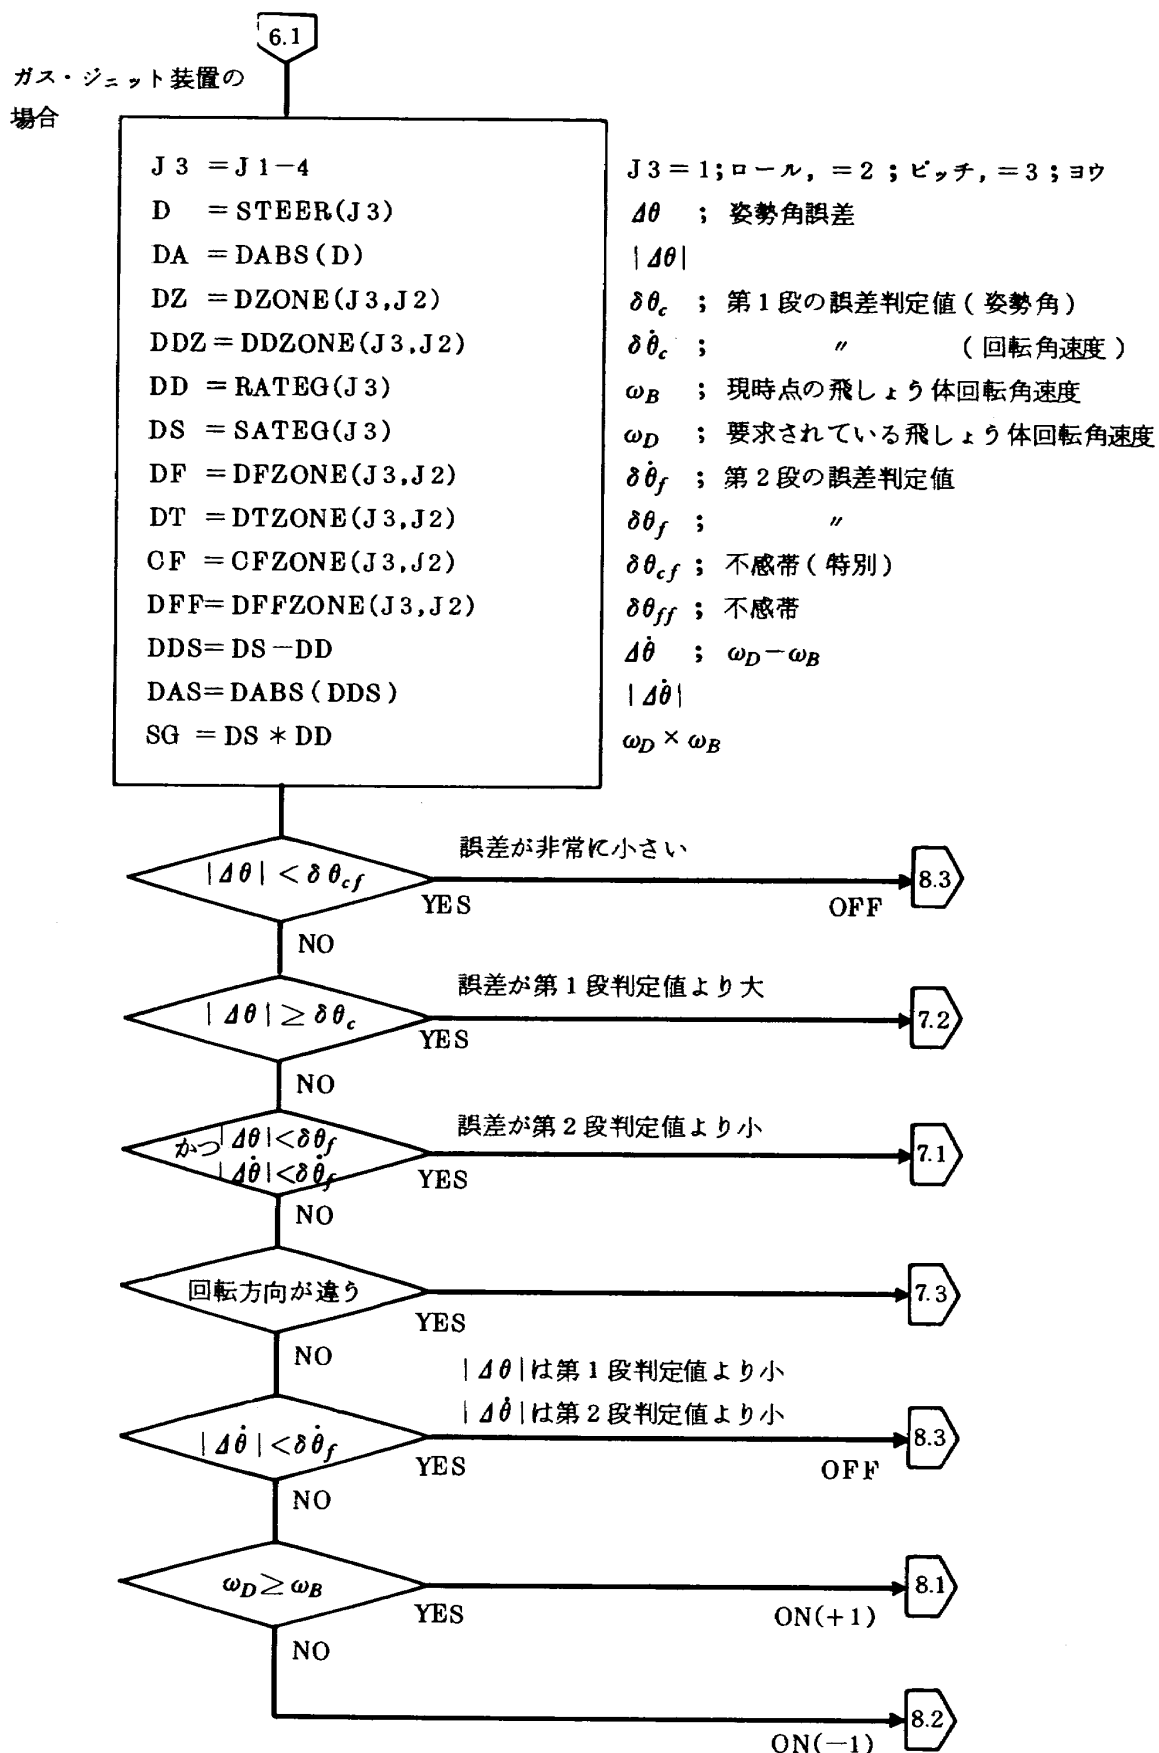 6.1
ガス・ジェット装置の
場合
J3 =J1-4 J3=1;ロール, =2;ピッチ, =3;ヨウ
D =STEER(J3) Δθ ; 姿勢角誤差
DA =DABS(D) |Δθ|
DZ =DZONE(J3,J2) δθc ; 第1段の誤差判定値(姿勢角)
DDZ=DDZONE(J3,J2) δθ̇c ; 〃 (回転角速度)
DD =RATEG(J3) ωB ; 現時点の飛しょう体回転角速度
DS =SATEG(J3) ωD ; 要求されている飛しょう体回転角速度
DF =DFZONE(J3,J2) δθ̇f ; 第2段の誤差判定値
DT =DTZONE(J3,J2) δθf ; 〃
CF =CFZONE(J3,J2) δθcf ; 不感帯(特別)
DFF=DFFZONE(J3,J2) δθff ; 不感帯
DDS=DS-DD Δθ̇ ; ωD-ωB
DAS=DABS(DDS) |Δθ̇|
SG =DS*DD ωD×ωB
誤差が非常に小さい
|Δθ|<δθcf YES OFF 8.3
NO
誤差が第1段判定値より大
|Δθ|≥δθc YES 7.2
NO
誤差が第2段判定値より小
かつ|Δθ|<δθf
|Δθ̇|<δθ̇f YES 7.1
NO
回転方向が違う YES 7.3
NO
|Δθ|は第1段判定値より小
|Δθ̇|は第2段判定値より小
|Δθ̇|<δθ̇f YES OFF 8.3
NO
ωD≥ωB YES ON(+1) 8.1
NO
ON(-1) 8.2